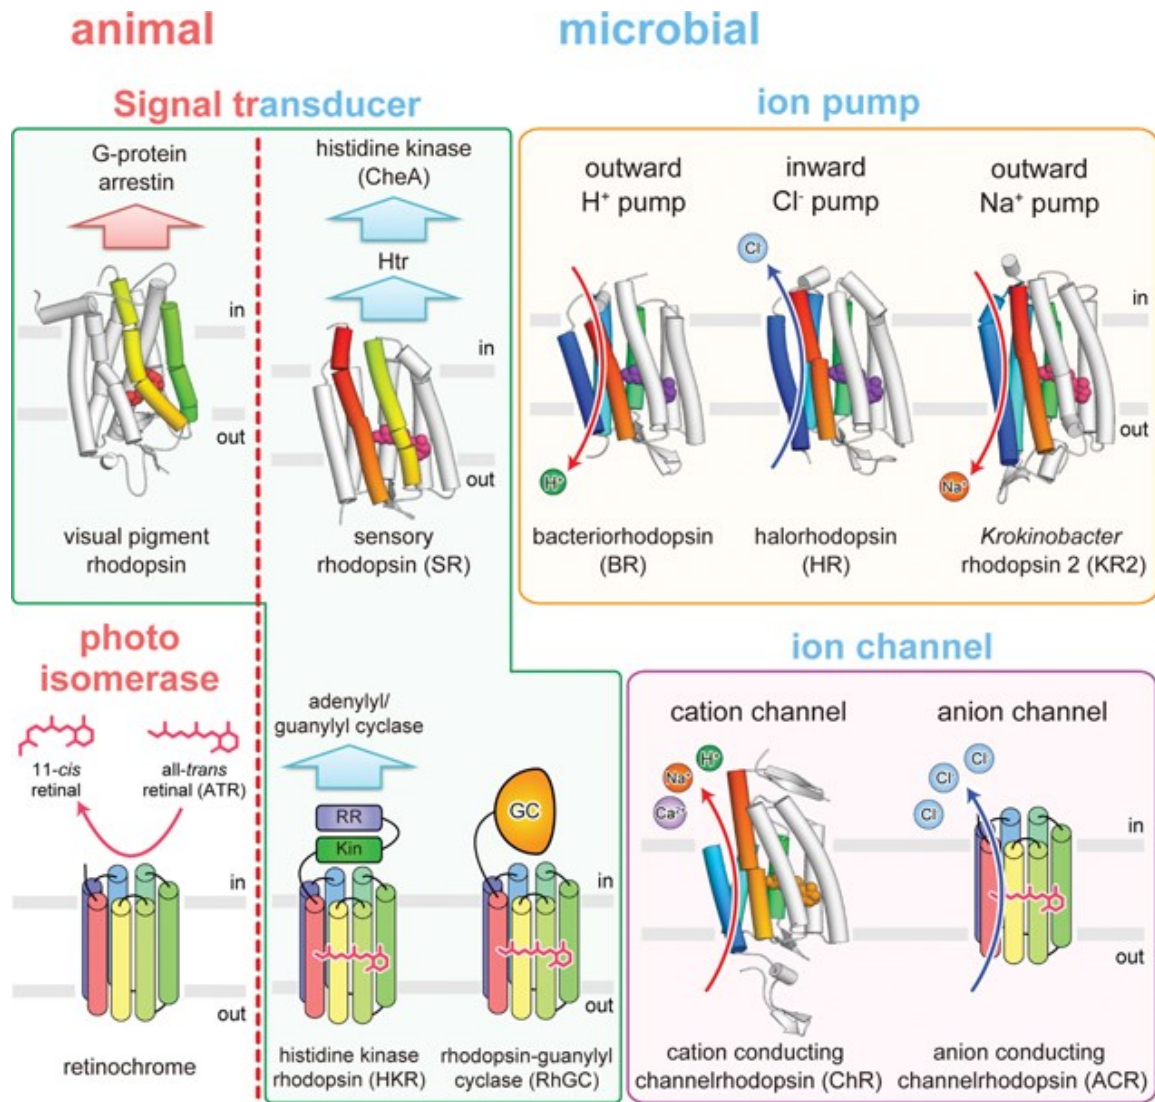 animal
microbial
Signal transducer
ion pump
G-protein
arrestin
in
out
visual pigment
rhodopsin
histidine kinase
(CheA)
Htr
in
out
sensory
rhodopsin (SR)
outward
H⁺ pump
H⁺
bacteriorhodopsin
(BR)
inward
Cl⁻ pump
Cl⁻
halorhodopsin
(HR)
outward
Na⁺ pump
in
out
Na⁺
Krokinobacter
rhodopsin 2 (KR2)
photo
isomerase
11-cis
retinal
all-trans
retinal (ATR)
in
out
retinochrome
adenylyl/
guanylyl cyclase
RR
Kin
histidine kinase
rhodopsin (HKR)
GC
in
out
rhodopsin-guanylyl
cyclase (RhGC)
ion channel
cation channel
H⁺
Na⁺
Ca²⁺
cation conducting
channelrhodopsin (ChR)
anion channel
Cl⁻
Cl⁻
Cl⁻
in
out
anion conducting
channelrhodopsin (ACR)